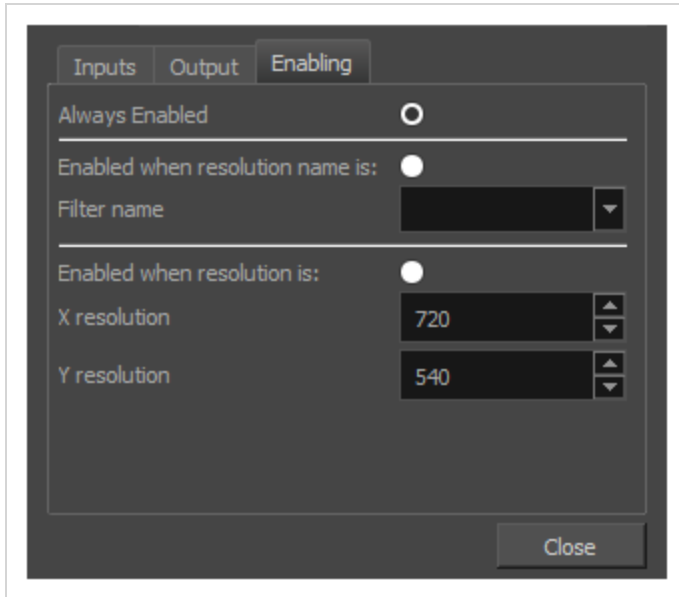 Inputs Output Enabling
Always Enabled
Enabled when resolution name is:
Filter name
Enabled when resolution is:
X resolution 720
Y resolution 540
Close